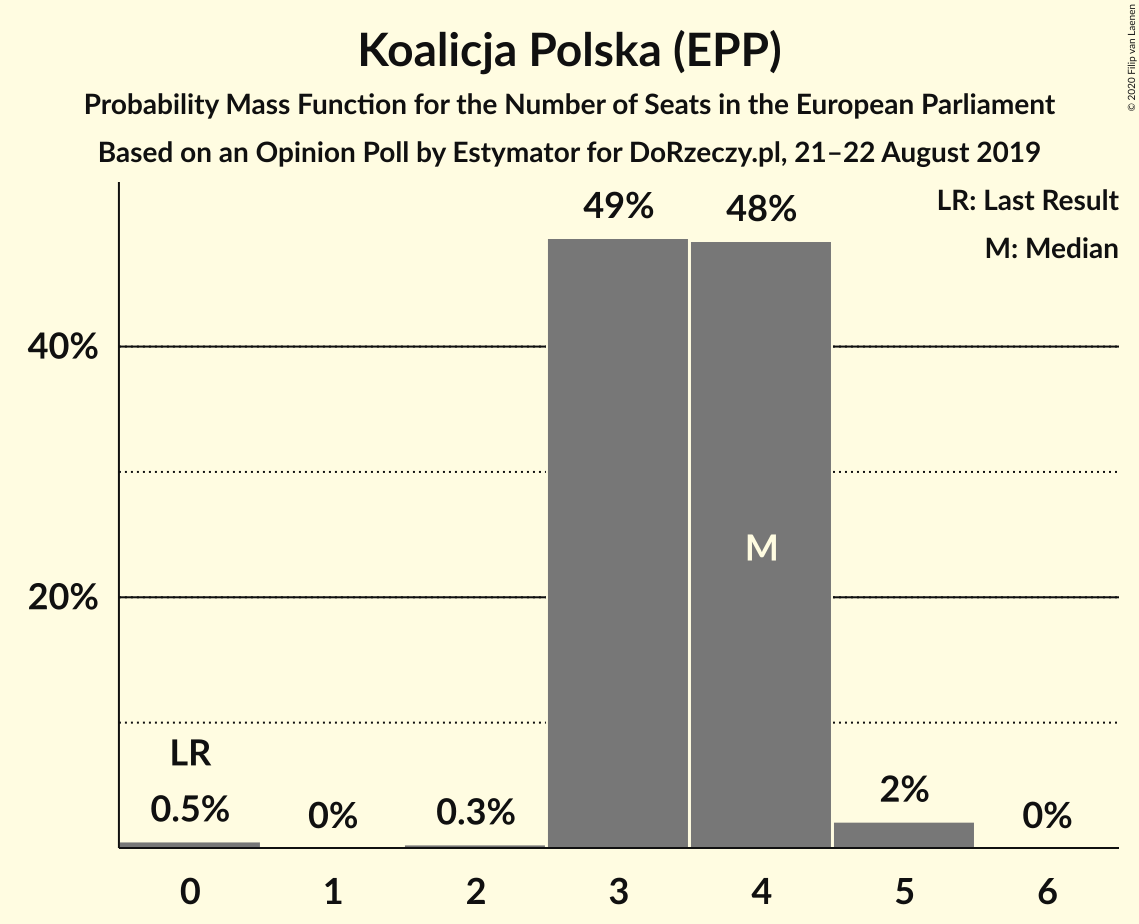 Koalicja Polska (EPP)
Probability Mass Function for the Number of Seats in the European Parliament
Based on an Opinion Poll by Estymator for DoRzeczy.pl, 21–22 August 2019
© 2020 Filip van Laenen
LR: Last Result
M: Median
49%
48%
40%
20%
M
LR
0.5%
0%
0.3%
2%
0%
0 1 2 3 4 5 6